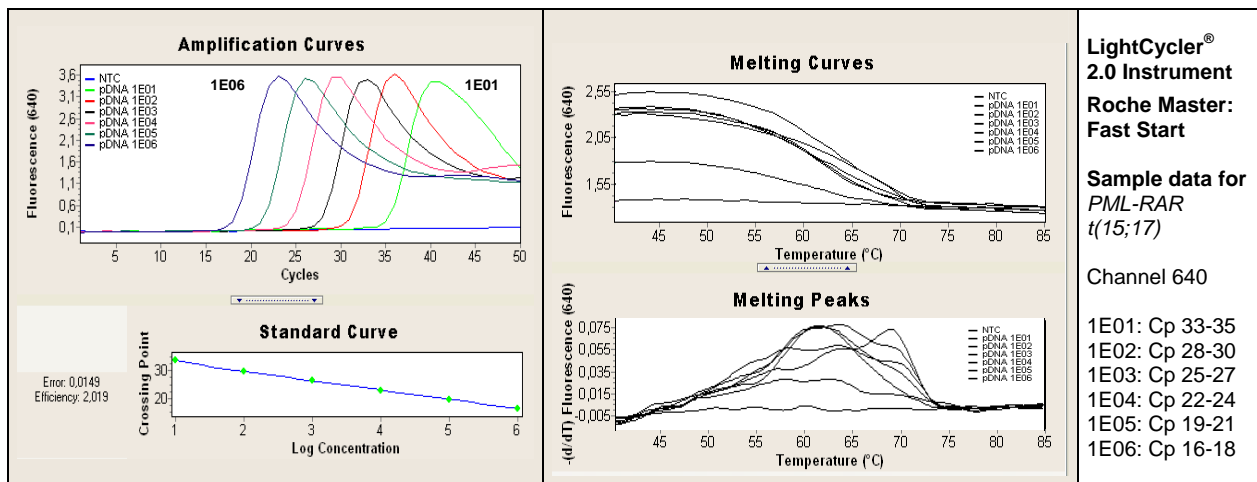 Amplification Curves
Fluorescence (640)
3,6
3,1
2,6
2,1
1,6
1,1
0,6
0,1
NTC
pDNA 1E01
pDNA 1E02
pDNA 1E03
pDNA 1E04
pDNA 1E05
pDNA 1E06
1E06
1E01
5 10 15 20 25 30 35 40 45 50
Cycles
Error: 0,0149
Efficiency: 2,019
Standard Curve
Crossing Point
30
20
1 2 3 4 5 6
Log Concentration
Melting Curves
Fluorescence (640)
2,55
2,05
1,55
NTC
pDNA 1E01
pDNA 1E02
pDNA 1E03
pDNA 1E04
pDNA 1E05
pDNA 1E06
45 50 55 60 65 70 75 80 85
Temperature (°C)
Melting Peaks
-(d/dT) Fluorescence (640)
0,075
0,055
0,035
0,015
-0,005
NTC
pDNA 1E01
pDNA 1E02
pDNA 1E03
pDNA 1E04
pDNA 1E05
pDNA 1E06
45 50 55 60 65 70 75 80 85
Temperature (°C)
LightCycler®
2.0 Instrument
Roche Master:
Fast Start
Sample data for
PML-RAR
t(15;17)
Channel 640
1E01: Cp 33-35
1E02: Cp 28-30
1E03: Cp 25-27
1E04: Cp 22-24
1E05: Cp 19-21
1E06: Cp 16-18